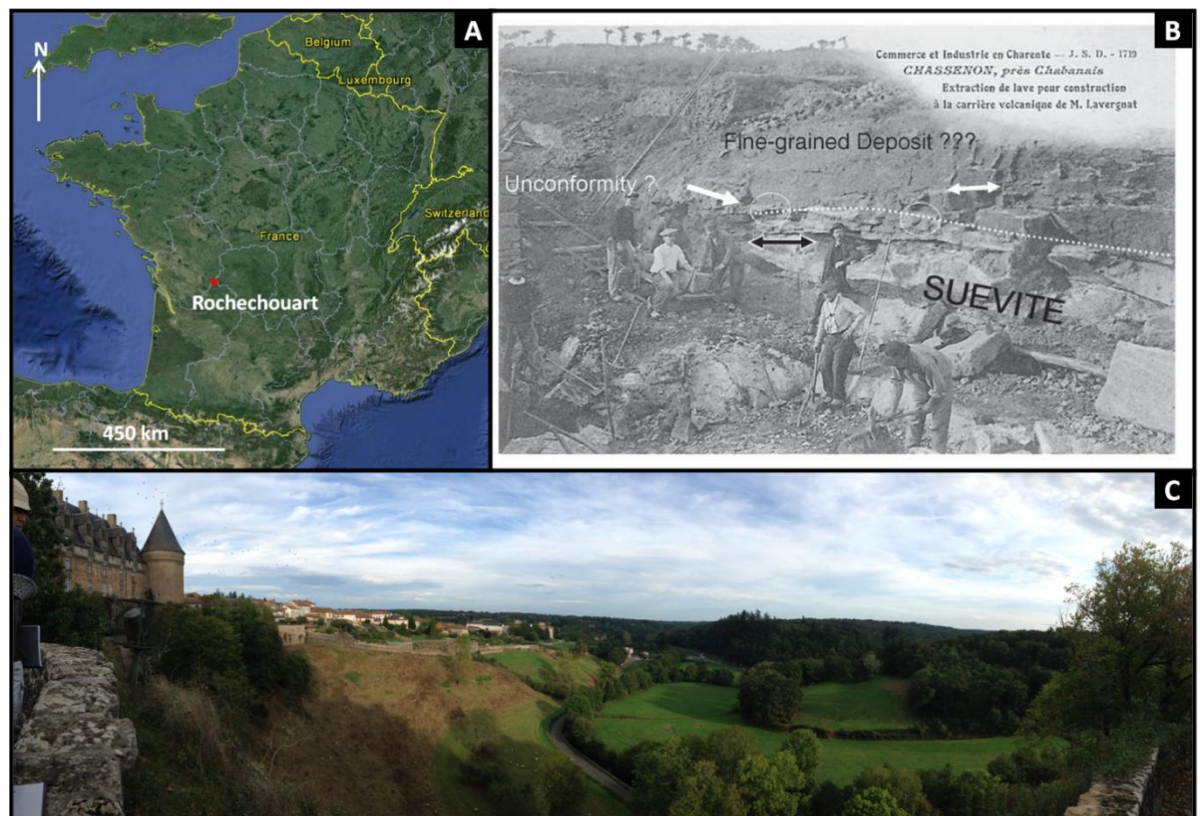 A
N
Belgium
Luxembourg
Switzerland
France
Rochechouart
450 km
B
Commerce et Industrie en Charente — J. S. D. - 1719
CHASSENON, près Chabanais
Extraction de lave pour construction
à la carrière volcanique de M. Lavergnat
Fine-grained Deposit ???
Unconformity ?
SUEVITE
C